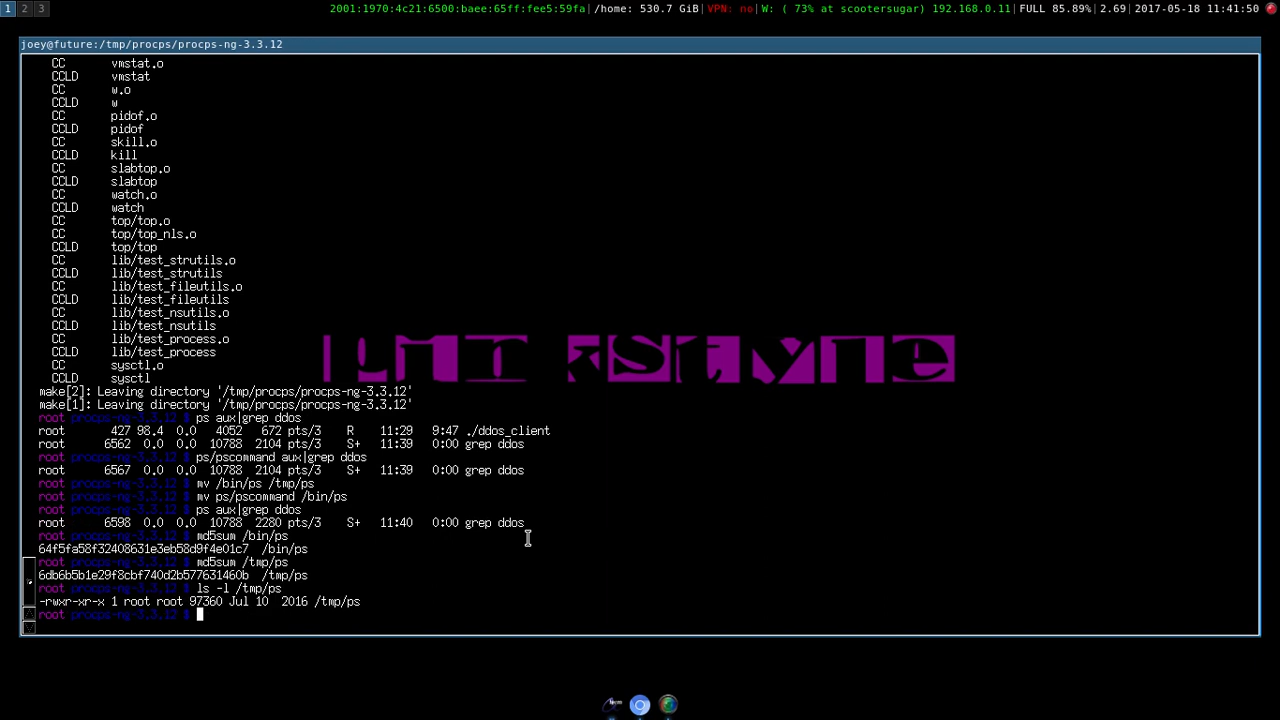 1 2 3 2001:1970:4c21:6500:baee:65ff:fee5:59fa|/home: 530.7 GiB|VPN: no|W: ( 73% at scootersugar) 192.168.0.11|FULL 85.89%|2.69|2017-05-18 11:41:50
joey@future:/tmp/procps/procps-ng-3.3.12
CC vmstat.o
CCLD vmstat
CC w.o
CCLD w
CC pidof.o
CCLD pidof
CC skill.o
CCLD kill
CC slabtop.o
CCLD slabtop
CC watch.o
CCLD watch
CC top/top.o
CC top/top_nls.o
CCLD top/top
CC lib/test_strutils.o
CCLD lib/test_strutils
CC lib/test_fileutils.o
CCLD lib/test_fileutils
CC lib/test_nsutils.o
CCLD lib/test_nsutils
CC lib/test_process.o
CCLD lib/test_process
CC sysctl.o
CCLD sysctl
make[2]: Leaving directory '/tmp/procps/procps-ng-3.3.12'
make[1]: Leaving directory '/tmp/procps/procps-ng-3.3.12'
root procps-ng-3.3.12 $ ps aux|grep ddos
root 427 98.4 0.0 4052 672 pts/3 R 11:29 9:47 ./ddos_client
root 6562 0.0 0.0 10788 2104 pts/3 S+ 11:39 0:00 grep ddos
root procps-ng-3.3.12 $ ps/pscommand aux|grep ddos
root 6567 0.0 0.0 10788 2104 pts/3 S+ 11:39 0:00 grep ddos
root procps-ng-3.3.12 $ mv /bin/ps /tmp/ps
root procps-ng-3.3.12 $ mv ps/pscommand /bin/ps
root procps-ng-3.3.12 $ ps aux|grep ddos
root 6598 0.0 0.0 10788 2280 pts/3 S+ 11:40 0:00 grep ddos
root procps-ng-3.3.12 $ md5sum /bin/ps
64f5fa58f32408631e3eb58d9f4e01c7 /bin/ps
root procps-ng-3.3.12 $ md5sum /tmp/ps
6db6b5b1e29f8cbf740d2b577631460b /tmp/ps
root procps-ng-3.3.12 $ ls -l /tmp/ps
-rwxr-xr-x 1 root root 97360 Jul 10 2016 /tmp/ps
root procps-ng-3.3.12 $